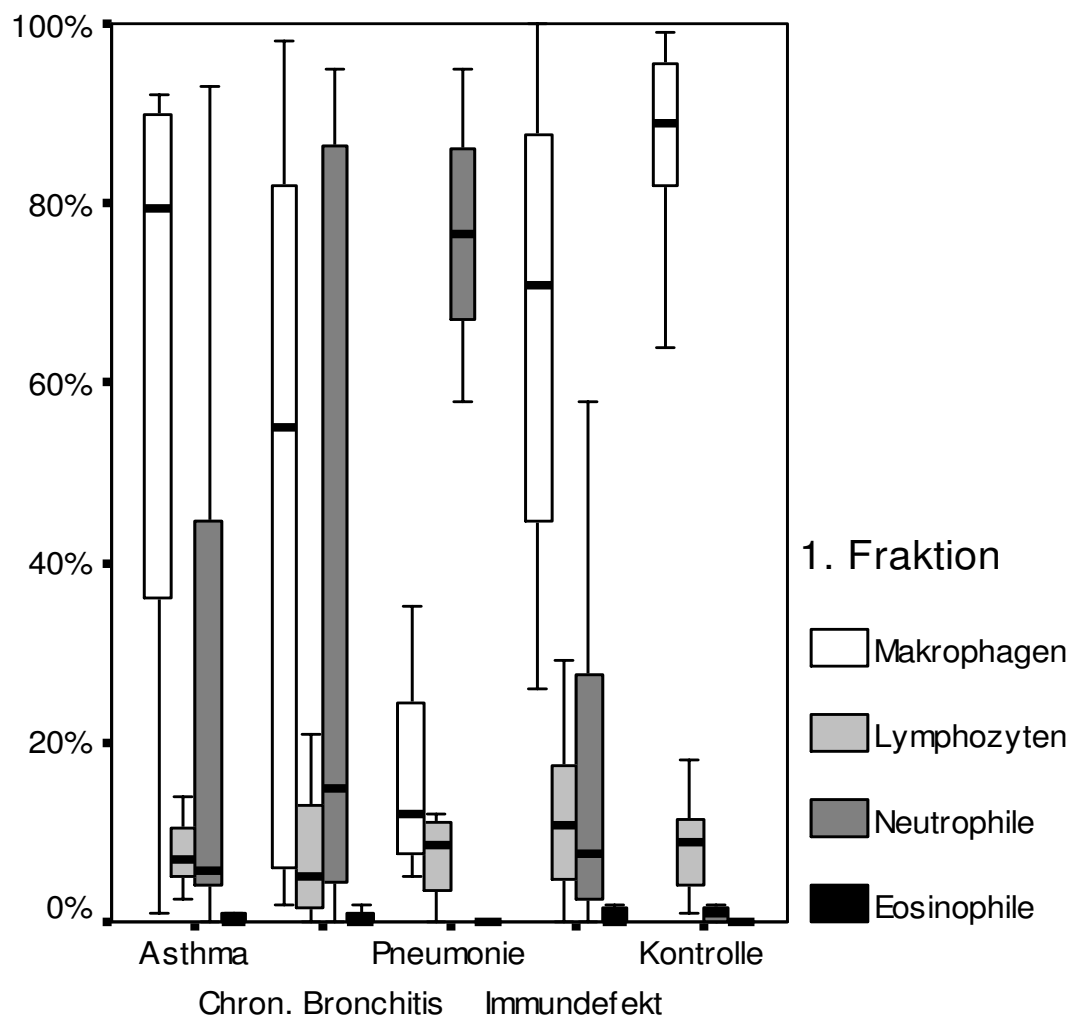 100%
80%
60%
40%
20%
0%
Asthma
Pneumonie
Kontrolle
Chron. Bronchitis
Immundefekt
1. Fraktion
Makrophagen
Lymphozyten
Neutrophile
Eosinophile